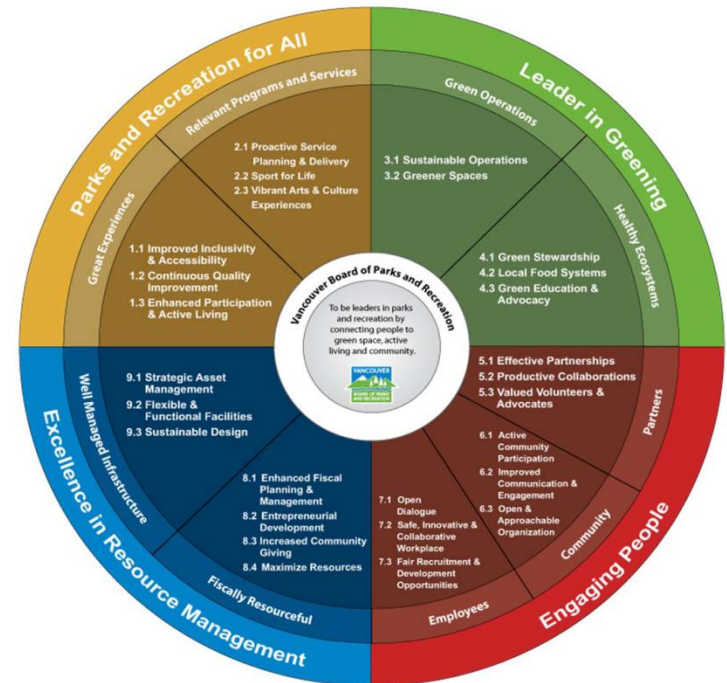 Parks and Recreation for All
Relevant Programs and Services
2.1 Proactive Service
Planning & Delivery
2.2 Sport for Life
2.3 Vibrant Arts & Culture
Experiences
Great Experiences
1.1 Improved Inclusivity
& Accessibility
1.2 Continuous Quality
Improvement
1.3 Enhanced Participation
& Active Living
Leader in Greening
Green Operations
3.1 Sustainable Operations
3.2 Greener Spaces
Healthy Ecosystems
4.1 Green Stewardship
4.2 Local Food Systems
4.3 Green Education &
Advocacy
Vancouver Board of Parks and Recreation
To be leaders in parks
and recreation by
connecting people to
green space, active
living and community.
VANCOUVER
BOARD OF PARKS
AND RECREATION
Engaging People
Partners
5.1 Effective Partnerships
5.2 Productive Collaborations
5.3 Valued Volunteers &
Advocates
Community
6.1 Active
Community
Participation
6.2 Improved
Communication &
Engagement
6.3 Open &
Approachable
Organization
Employees
7.1 Open
Dialogue
7.2 Safe, Innovative &
Collaborative
Workplace
7.3 Fair Recruitment &
Development
Opportunities
Excellence in Resource Management
Fiscally Resourceful
8.1 Enhanced Fiscal
Planning &
Management
8.2 Entrepreneurial
Development
8.3 Increased Community
Giving
8.4 Maximize Resources
Well Managed Infrastructure
9.1 Strategic Asset
Management
9.2 Flexible &
Functional Facilities
9.3 Sustainable Design